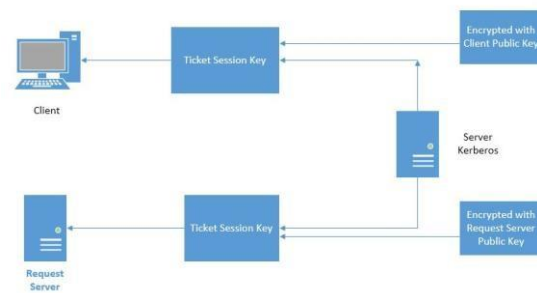 Encrypted with
Client Public Key
Ticket Session Key
Client
Server
Kerberos
Ticket Session Key
Encrypted with
Request Server
Public Key
Request
Server